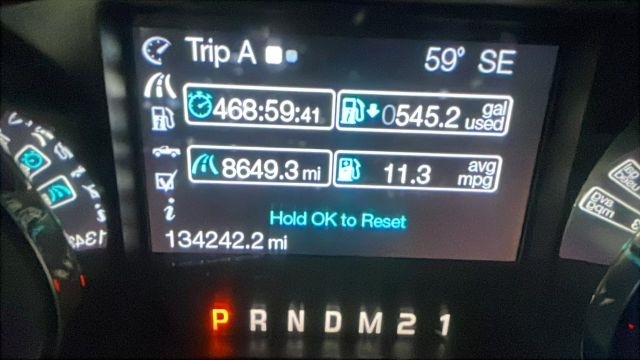 Trip A 59° SE
468:59:41 0545.2 gal used
8649.3 mi 11.3 avg mpg
Hold OK to Reset
134242.2 mi
P R N D M 2 1